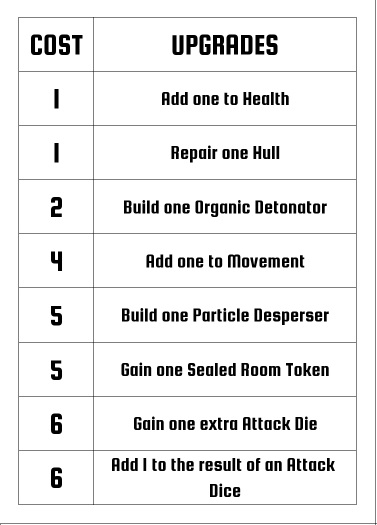 COST UPGRADES
1 Add one to Health
1 Repair one Hull
2 Build one Organic Detonator
4 Add one to Movement
5 Build one Particle Desperser
5 Gain one Sealed Room Token
6 Gain one extra Attack Die
6 Add 1 to the result of an Attack
Dice